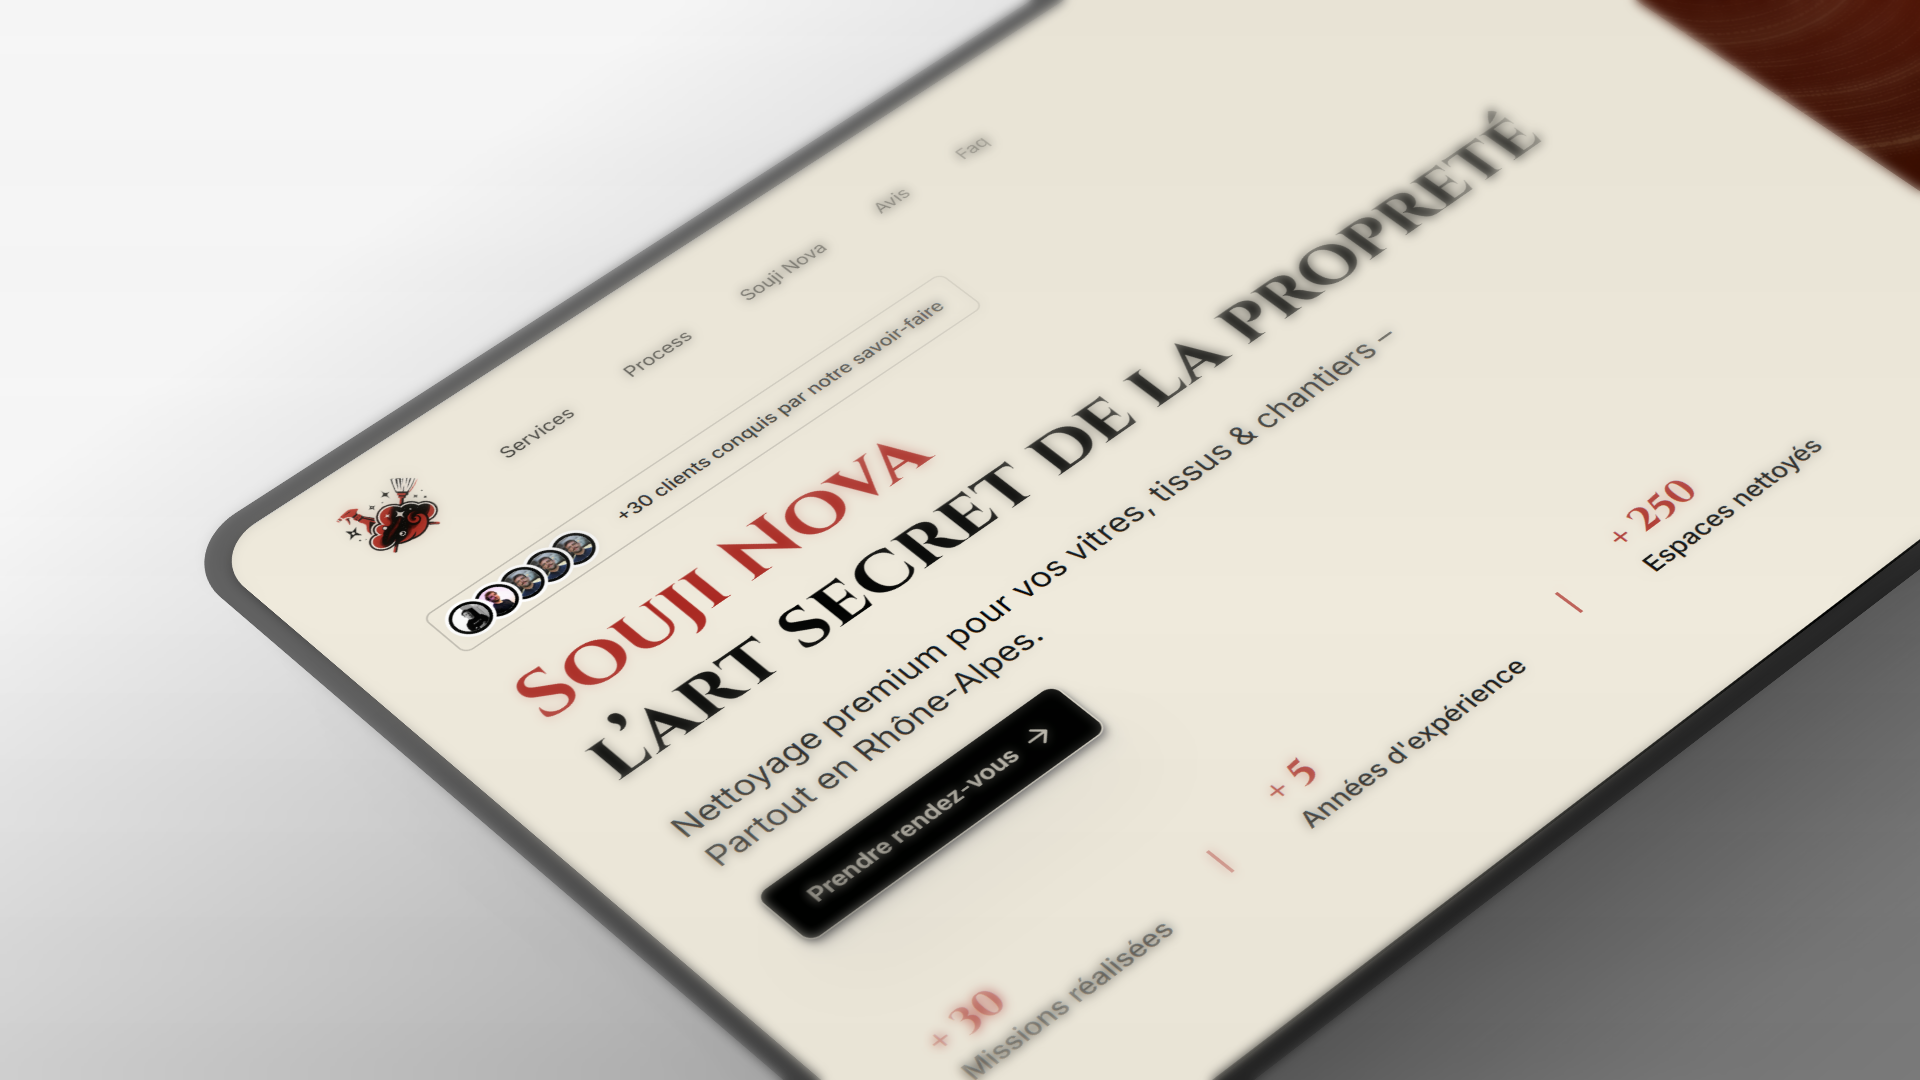 Services
Process
Souji Nova
Avis
Faq
+30 clients conquis par notre savoir-faire
SOUJI NOVA
L’ART SECRET DE LA PROPRETÉ
Nettoyage premium pour vos vitres, tissus & chantiers –
Partout en Rhône-Alpes.
Prendre rendez-vous →
+ 30
Missions réalisées
|
+ 5
Années d'expérience
|
+ 250
Espaces nettoyés